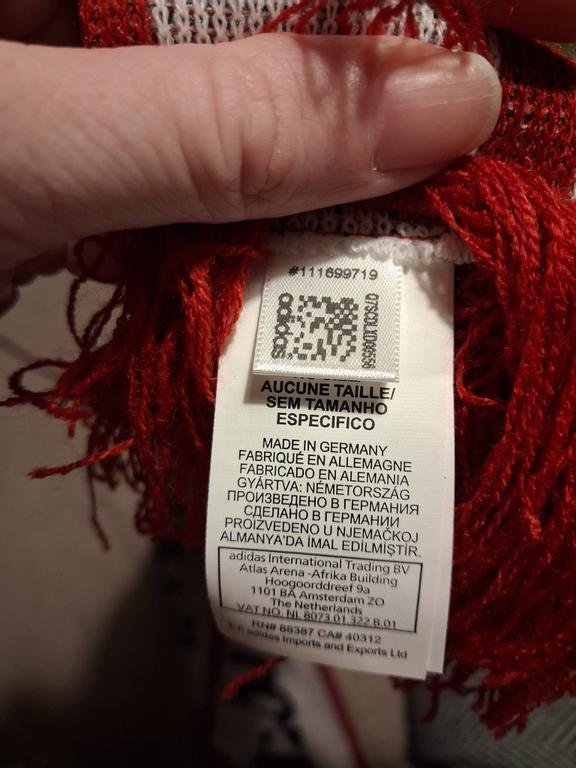 #111699719
adidas
AUCUNE TAILLE/
SEM TAMANHO
ESPECIFICO
MADE IN GERMANY
FABRIQUÉ EN ALLEMAGNE
FABRICADO EN ALEMANIA
GYÁRTVA: NÉMETORSZÁG
ПРОИЗВЕДЕНО В ГЕРМАНИЯ
СДЕЛАНО В ГЕРМАНИИ
PROIZVEDENO U NJEMAČKOJ
ALMANYA'DA İMAL EDİLMİŞTİR.
adidas International Trading BV
Atlas Arena -Afrika Building
Hoogoorddreef 9a
1101 BA Amsterdam ZO
The Netherlands
VAT NO. NL 8073.01.322.B.01
RN# 88387 CA# 40312
ET: adidas Imports and Exports Ltd